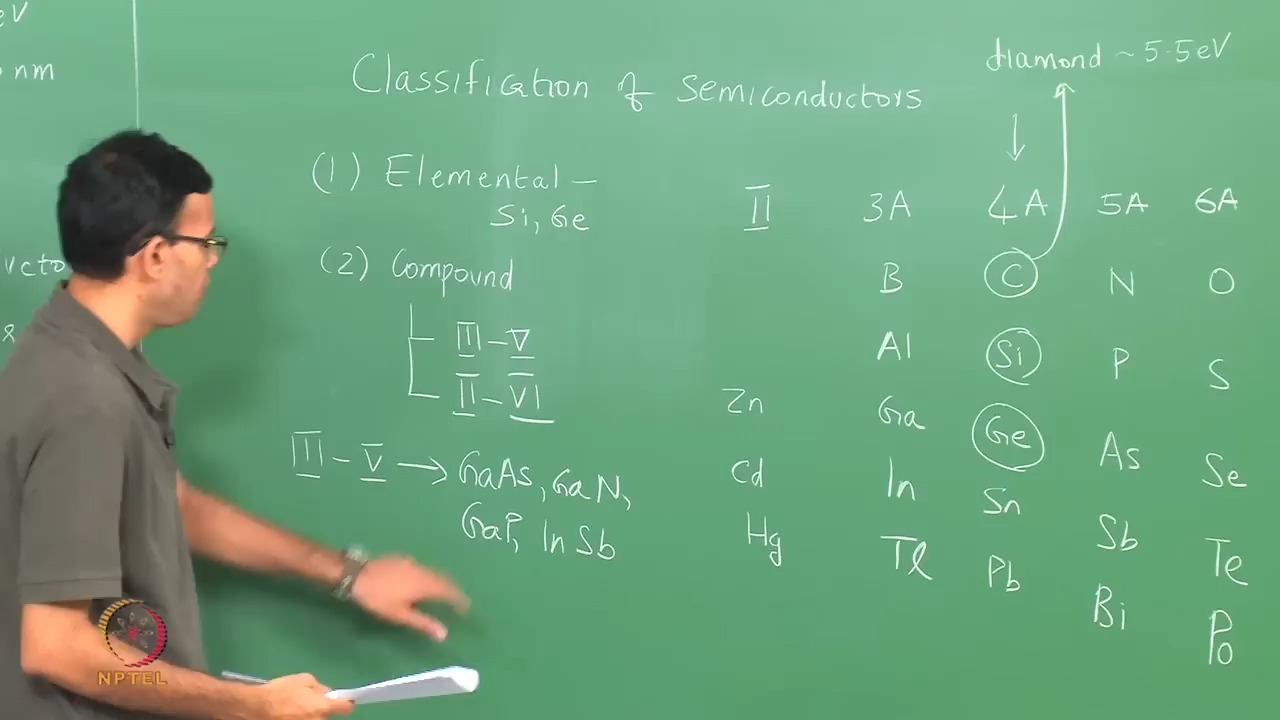 eV
nm
Classification of semiconductors
(1) Elemental –
Si, Ge
(2) Compound
III – V
II – VI
III – V → GaAs, GaN,
GaP, InSb
diamond ~ 5.5 eV
II 3A 4A 5A 6A
B C N O
Al Si P S
Zn Ga Ge As Se
Cd In Sn Sb Te
Hg Tl Pb Bi Po
NPTEL